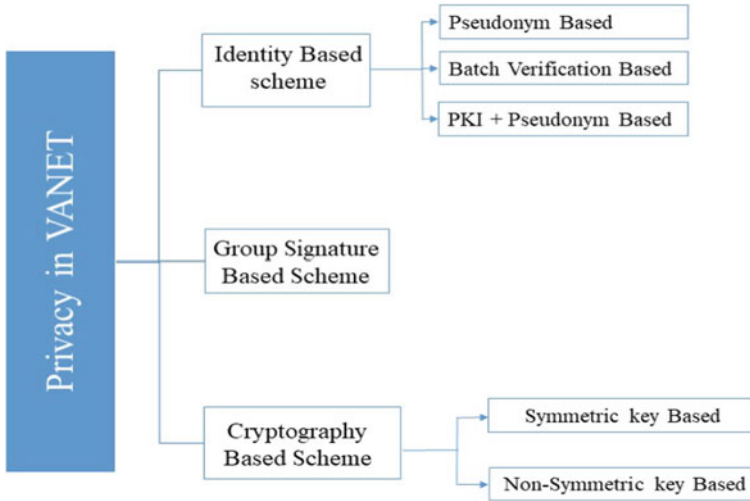 Privacy in VANET
Identity Based
scheme
Pseudonym Based
Batch Verification Based
PKI + Pseudonym Based
Group Signature
Based Scheme
Cryptography
Based Scheme
Symmetric key Based
Non-Symmetric key Based